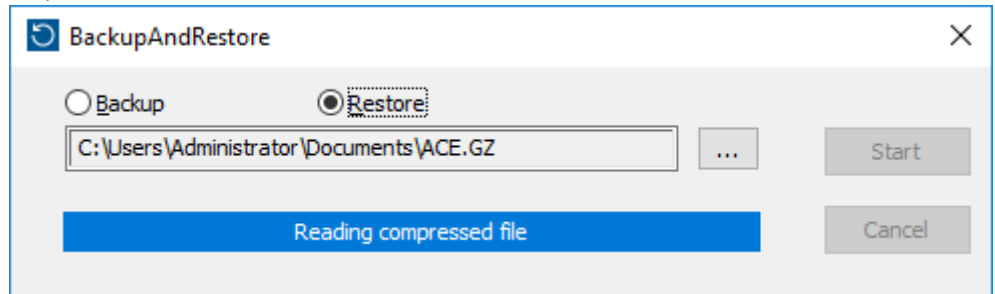 BackupAndRestore
Backup Restore
C:\Users\Administrator\Documents\ACE.GZ ... Start
Reading compressed file Cancel